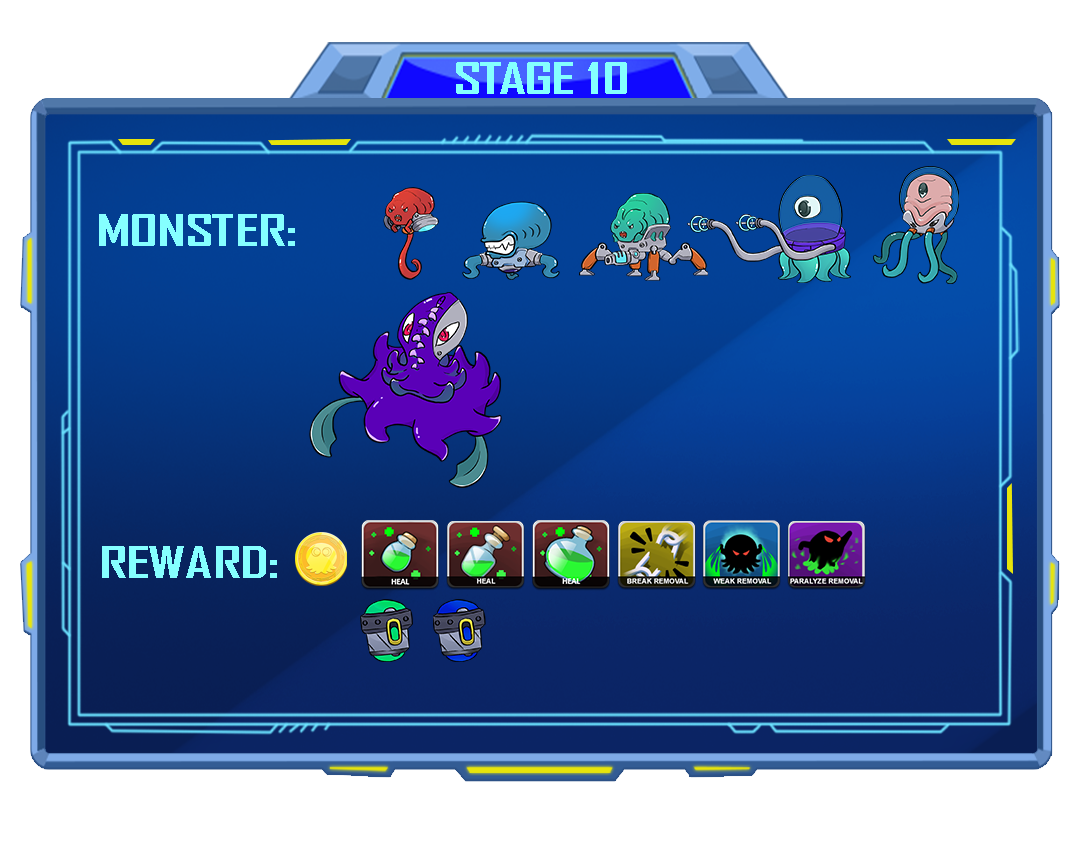 STAGE 10
MONSTER:
REWARD:
HEAL
HEAL
HEAL
BREAK REMOVAL
WEAK REMOVAL
PARALYZE REMOVAL